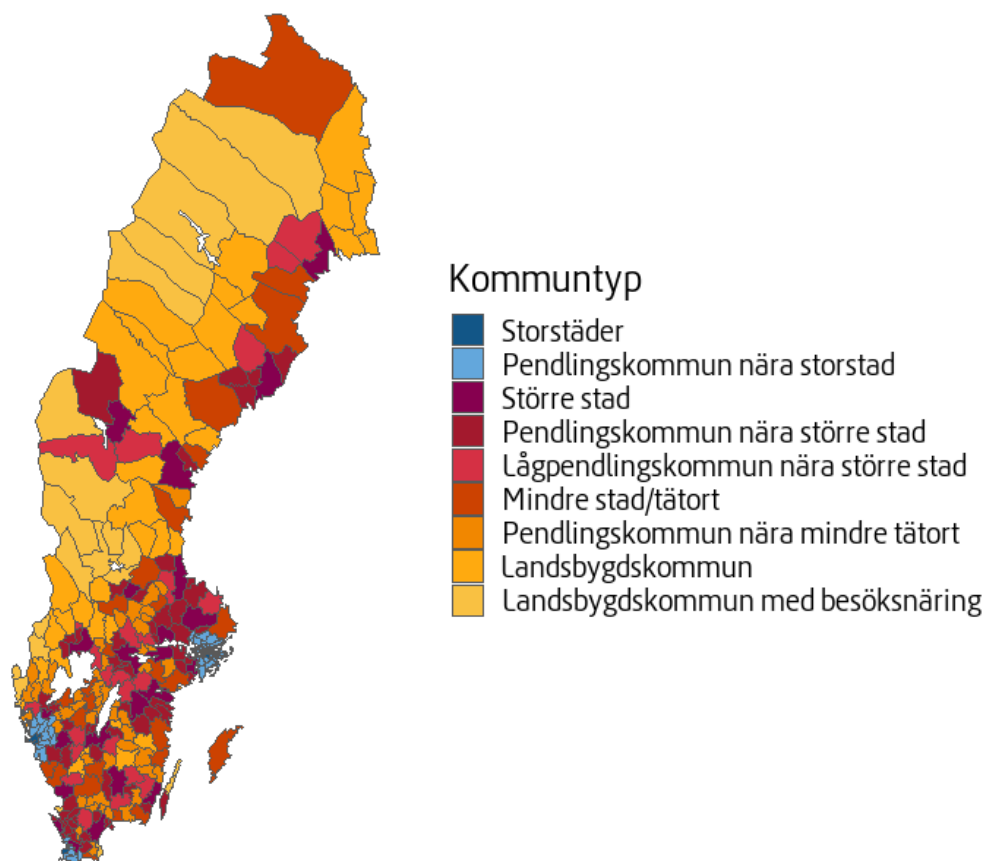 Kommuntyp
Storstäder
Pendlingskommun nära storstad
Större stad
Pendlingskommun nära större stad
Lågpendlingskommun nära större stad
Mindre stad/tätort
Pendlingskommun nära mindre tätort
Landsbygdskommun
Landsbygdskommun med besöksnäring